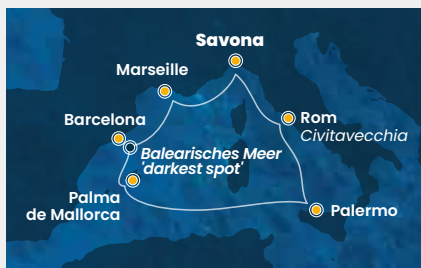 Savona
Marseille
Barcelona
Rom
Civitavecchia
Balearisches Meer
'darkest spot'
Palma
de Mallorca
Palermo